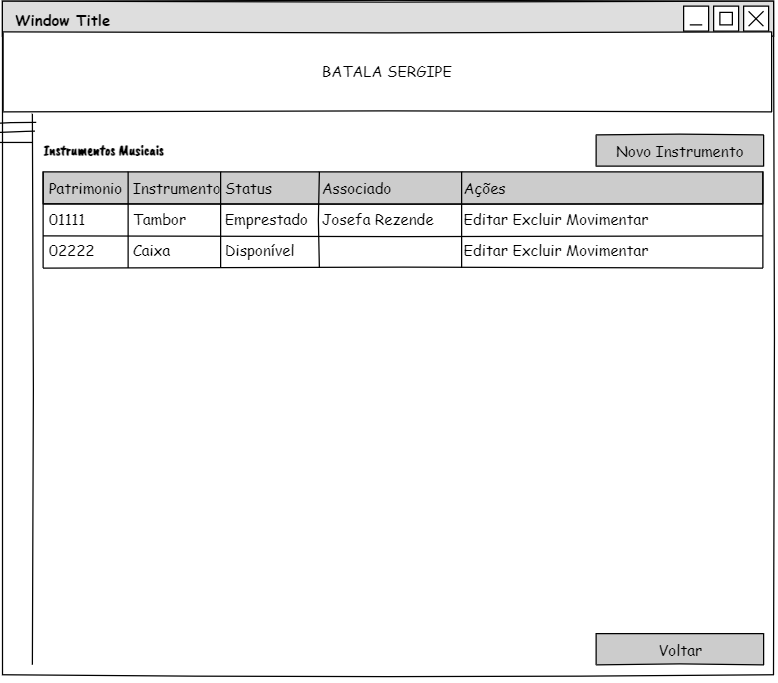 Window Title
BATALA SERGIPE
Instrumentos Musicais
Novo Instrumento
Patrimonio Instrumento Status Associado Ações
01111 Tambor Emprestado Josefa Rezende Editar Excluir Movimentar
02222 Caixa Disponível Editar Excluir Movimentar
Voltar